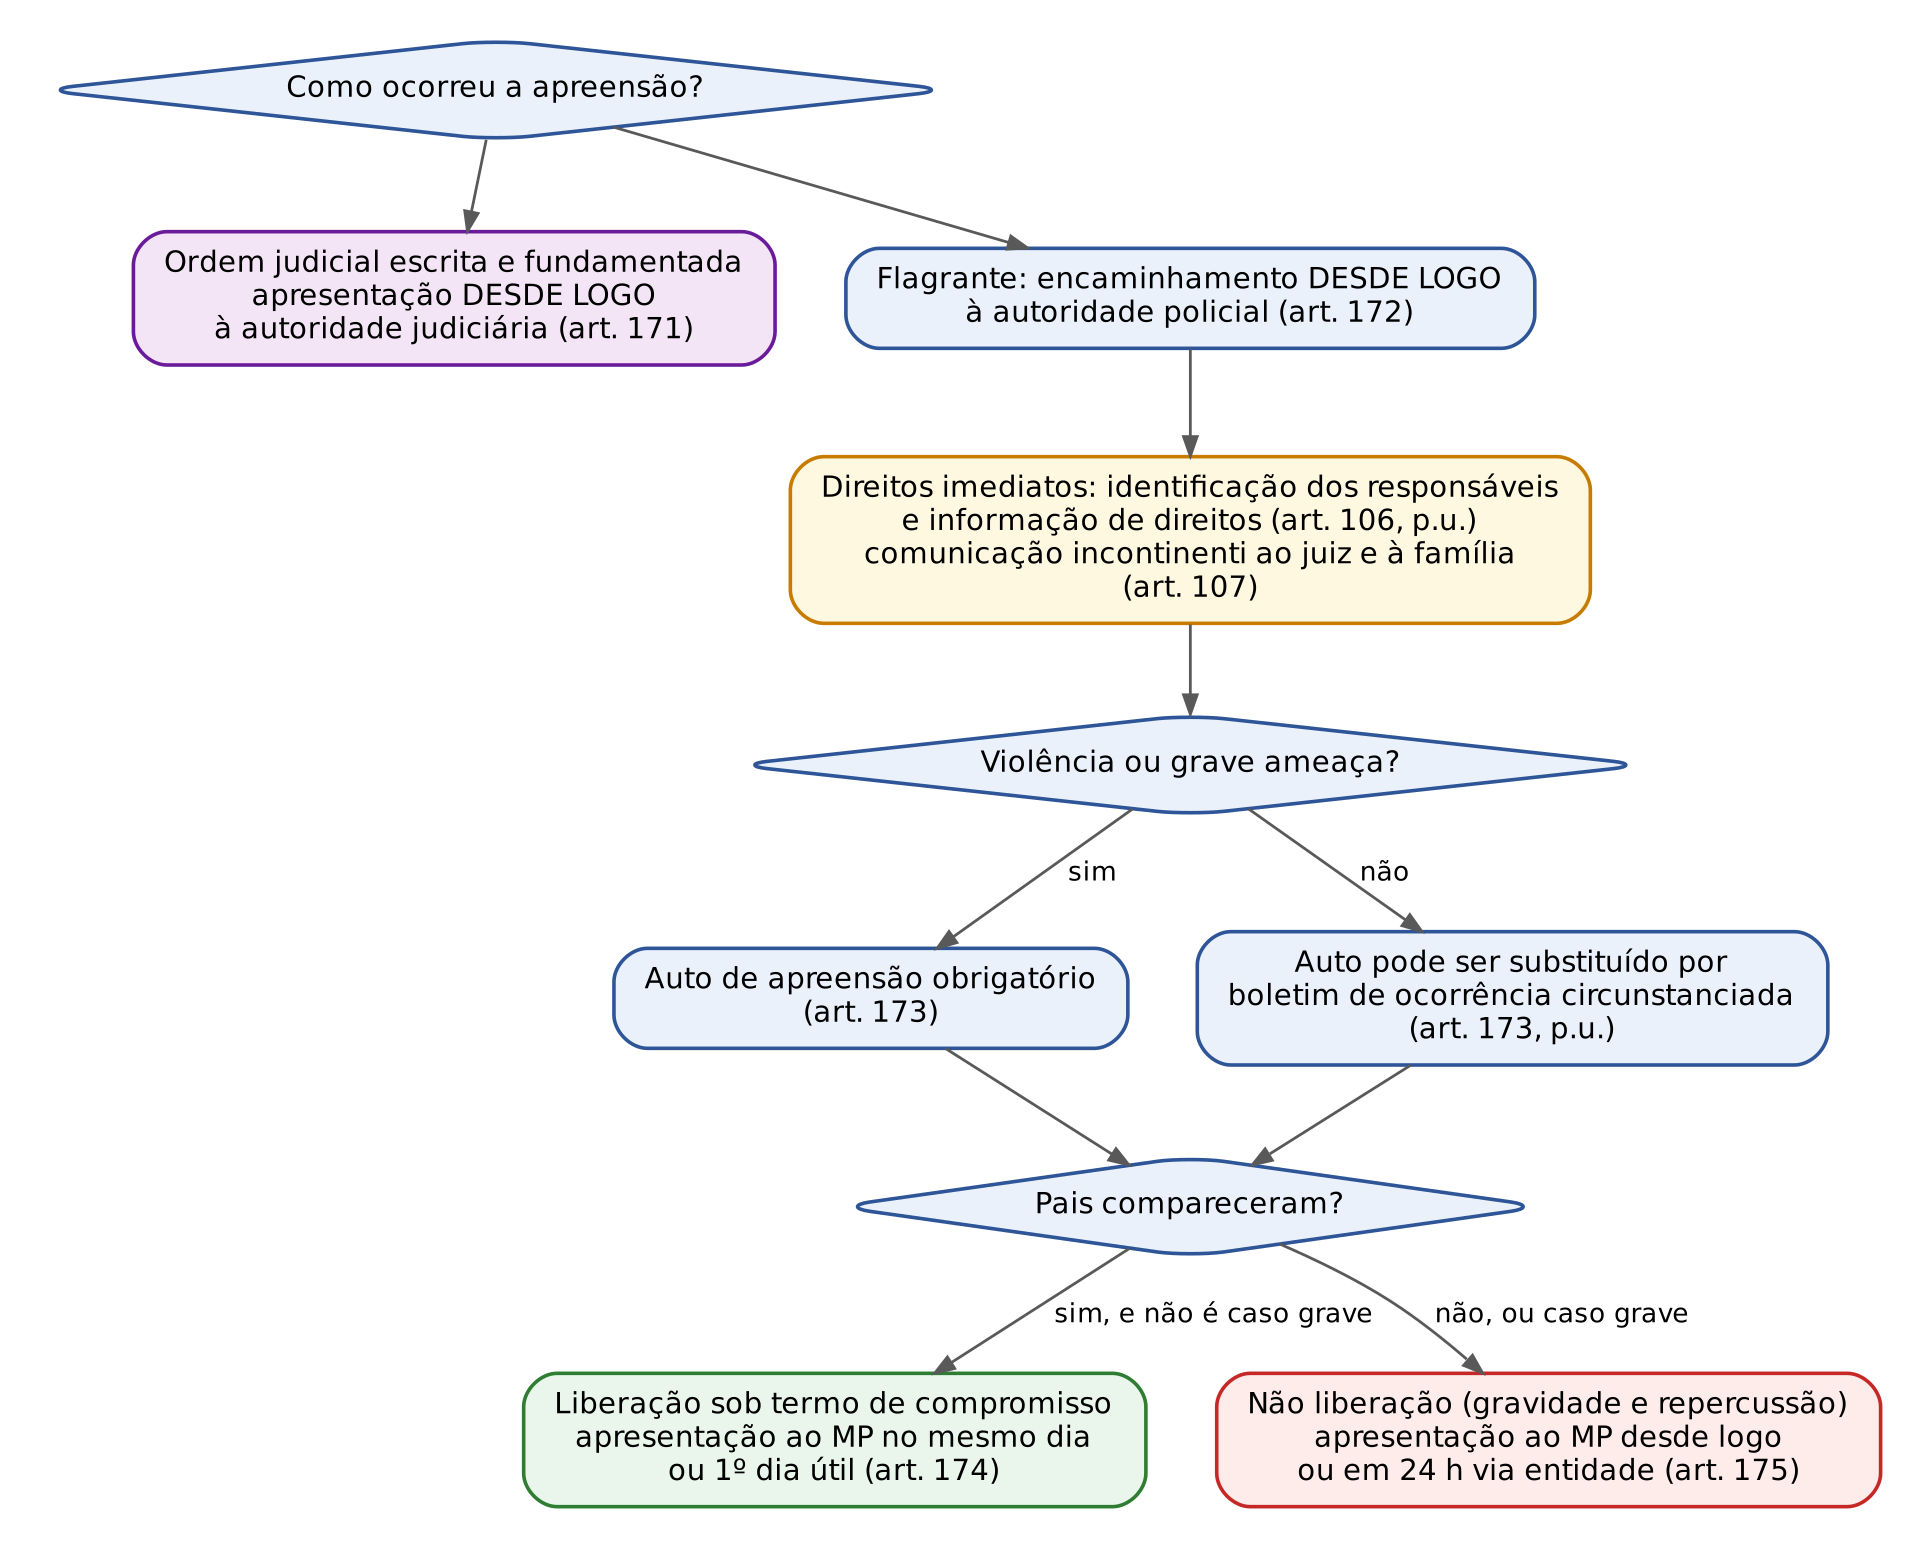 Como ocorreu a apreensão?
Ordem judicial escrita e fundamentada
apresentação DESDE LOGO
à autoridade judiciária (art. 171)
Flagrante: encaminhamento DESDE LOGO
à autoridade policial (art. 172)
Direitos imediatos: identificação dos responsáveis
e informação de direitos (art. 106, p.u.)
comunicação incontinenti ao juiz e à família
(art. 107)
Violência ou grave ameaça?
sim
não
Auto de apreensão obrigatório
(art. 173)
Auto pode ser substituído por
boletim de ocorrência circunstanciada
(art. 173, p.u.)
Pais compareceram?
sim, e não é caso grave
não, ou caso grave
Liberação sob termo de compromisso
apresentação ao MP no mesmo dia
ou 1º dia útil (art. 174)
Não liberação (gravidade e repercussão)
apresentação ao MP desde logo
ou em 24 h via entidade (art. 175)